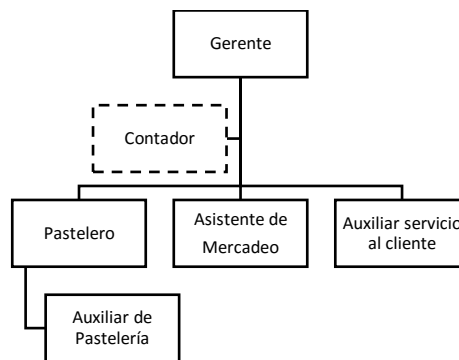 Gerente
Contador
Pastelero
Asistente de
Mercadeo
Auxiliar servicio
al cliente
Auxiliar de
Pastelería